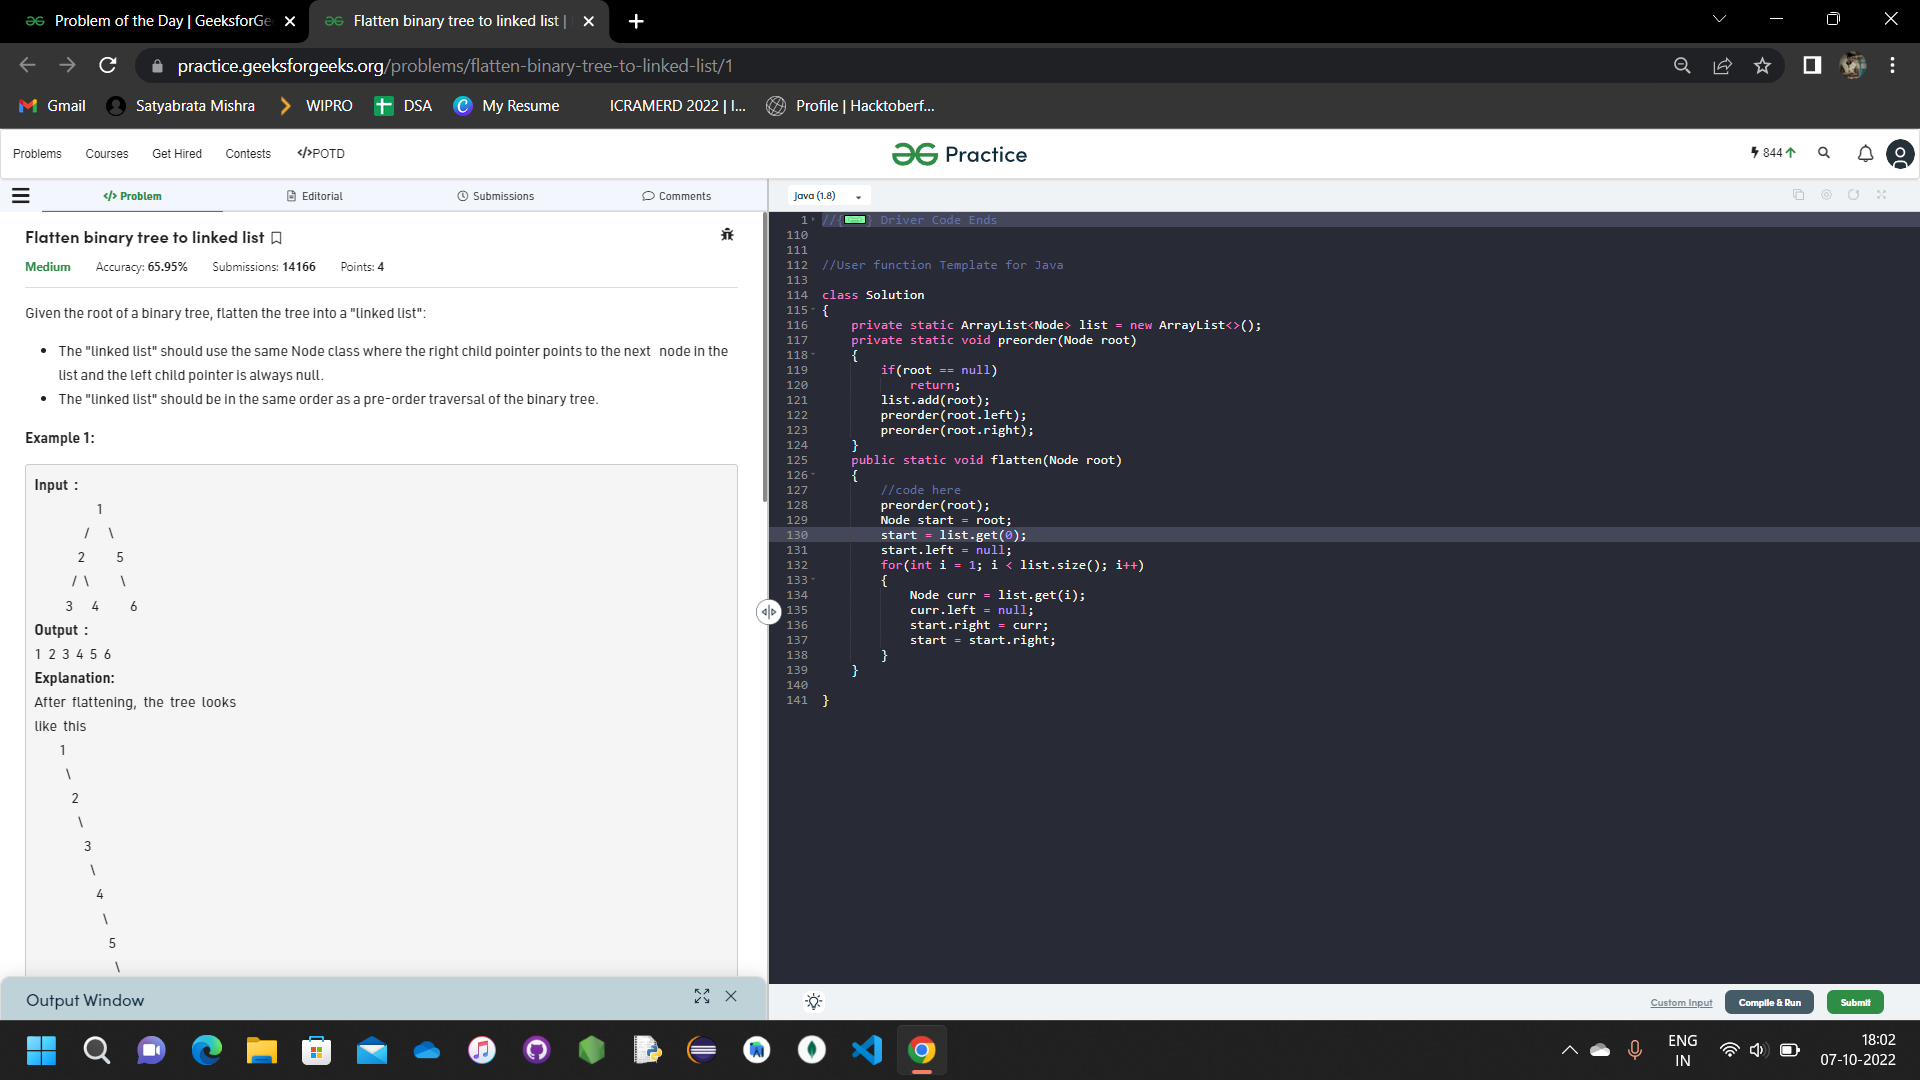 Problem of the Day | GeeksforGe
Flatten binary tree to linked list |
practice.geeksforgeeks.org/problems/flatten-binary-tree-to-linked-list/1
Gmail
Satyabrata Mishra
WIPRO
DSA
My Resume
ICRAMERD 2022 | I...
Profile | Hacktoberf...
Problems
Courses
Get Hired
Contests
</>POTD
Practice
844
</> Problem
Editorial
Submissions
Comments
Flatten binary tree to linked list
Medium Accuracy: 65.95% Submissions: 14166 Points: 4
Given the root of a binary tree, flatten the tree into a "linked list":
• The "linked list" should use the same Node class where the right child pointer points to the next node in the
list and the left child pointer is always null.
• The "linked list" should be in the same order as a pre-order traversal of the binary tree.
Example 1:
Input :
1
/ \
2 5
/ \ \
3 4 6
Output :
1 2 3 4 5 6
Explanation:
After flattening, the tree looks
like this
1
\
2
\
3
\
4
\
5
\
Output Window
Java (1.8)
1 //{ } Driver Code Ends
110
111
112 //User function Template for Java
113
114 class Solution
115 {
116 private static ArrayList<Node> list = new ArrayList<>();
117 private static void preorder(Node root)
118 {
119 if(root == null)
120 return;
121 list.add(root);
122 preorder(root.left);
123 preorder(root.right);
124 }
125 public static void flatten(Node root)
126 {
127 //code here
128 preorder(root);
129 Node start = root;
130 start = list.get(0);
131 start.left = null;
132 for(int i = 1; i < list.size(); i++)
133 {
134 Node curr = list.get(i);
135 curr.left = null;
136 start.right = curr;
137 start = start.right;
138 }
139 }
140
141 }
Custom Input
Compile & Run
Submit
ENG
IN
18:02
07-10-2022